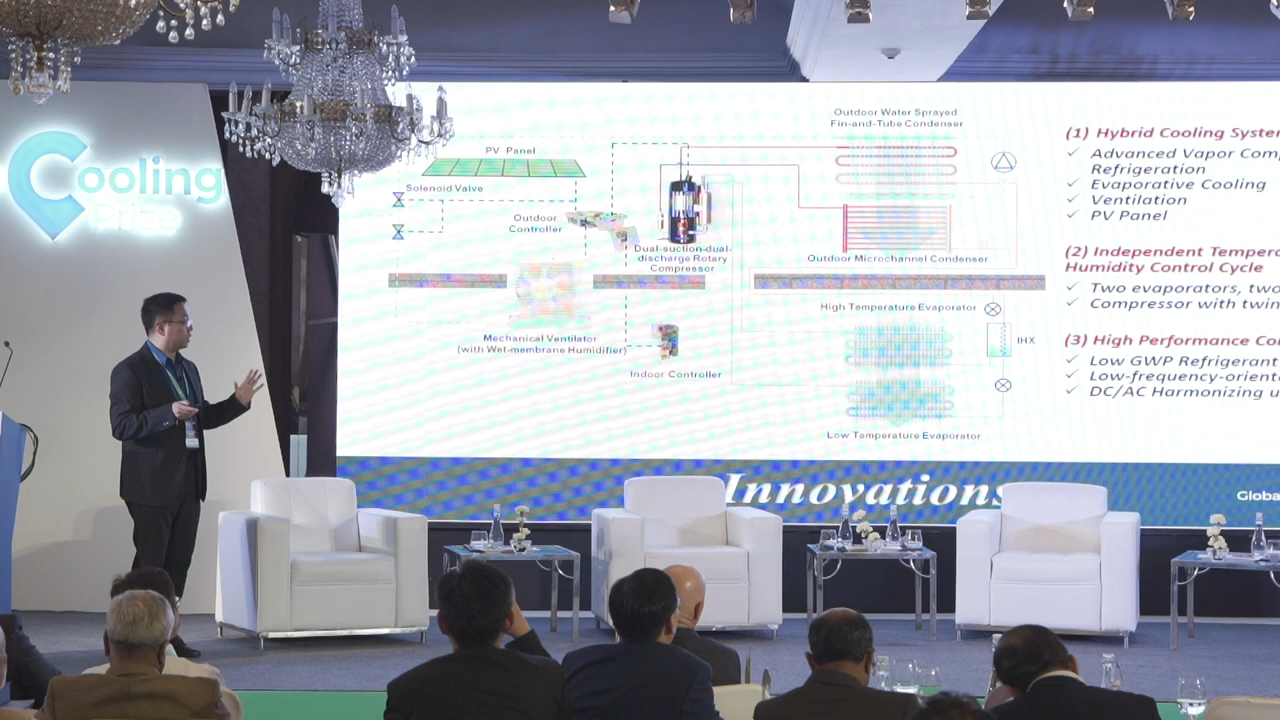 Cooling
Prize
PV Panel
Solenoid Valve
Outdoor
Controller
Outdoor Water Sprayed
Fin-and-Tube Condenser
Dual-suction-dual-
discharge Rotary
Compressor
Outdoor Microchannel Condenser
High Temperature Evaporator
IHX
Mechanical Ventilator
(with Wet-membrane Humidifier)
Indoor Controller
Low Temperature Evaporator
(1) Hybrid Cooling System
✓ Advanced Vapor Com
Refrigeration
✓ Evaporative Cooling
✓ Ventilation
✓ PV Panel
(2) Independent Tempera
Humidity Control Cycle
✓ Two evaporators, two
✓ Compressor with twin
(3) High Performance Co
✓ Low GWP Refrigerant
✓ Low-frequency-oriente
✓ DC/AC Harmonizing u
Innovations
Globa